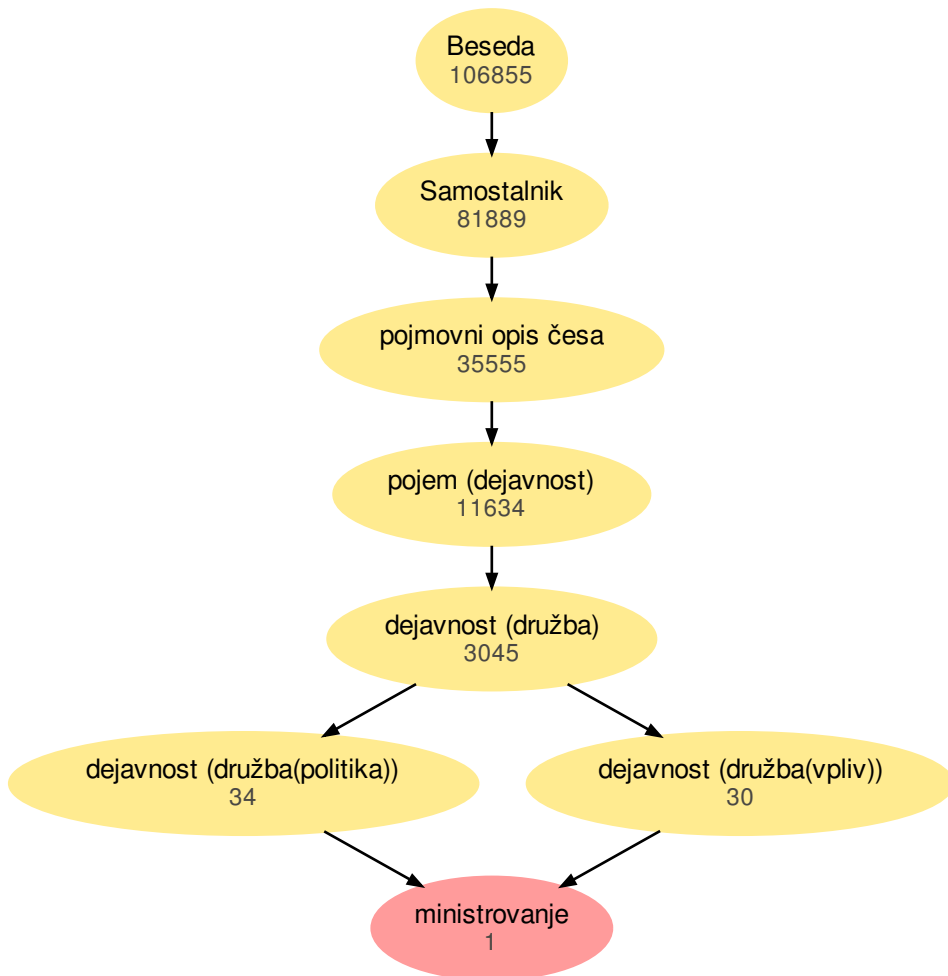 Beseda
106855
Samostalnik
81889
pojmovni opis česa
35555
pojem (dejavnost)
11634
dejavnost (družba)
3045
dejavnost (družba(politika))
34
dejavnost (družba(vpliv))
30
ministrovanje
1